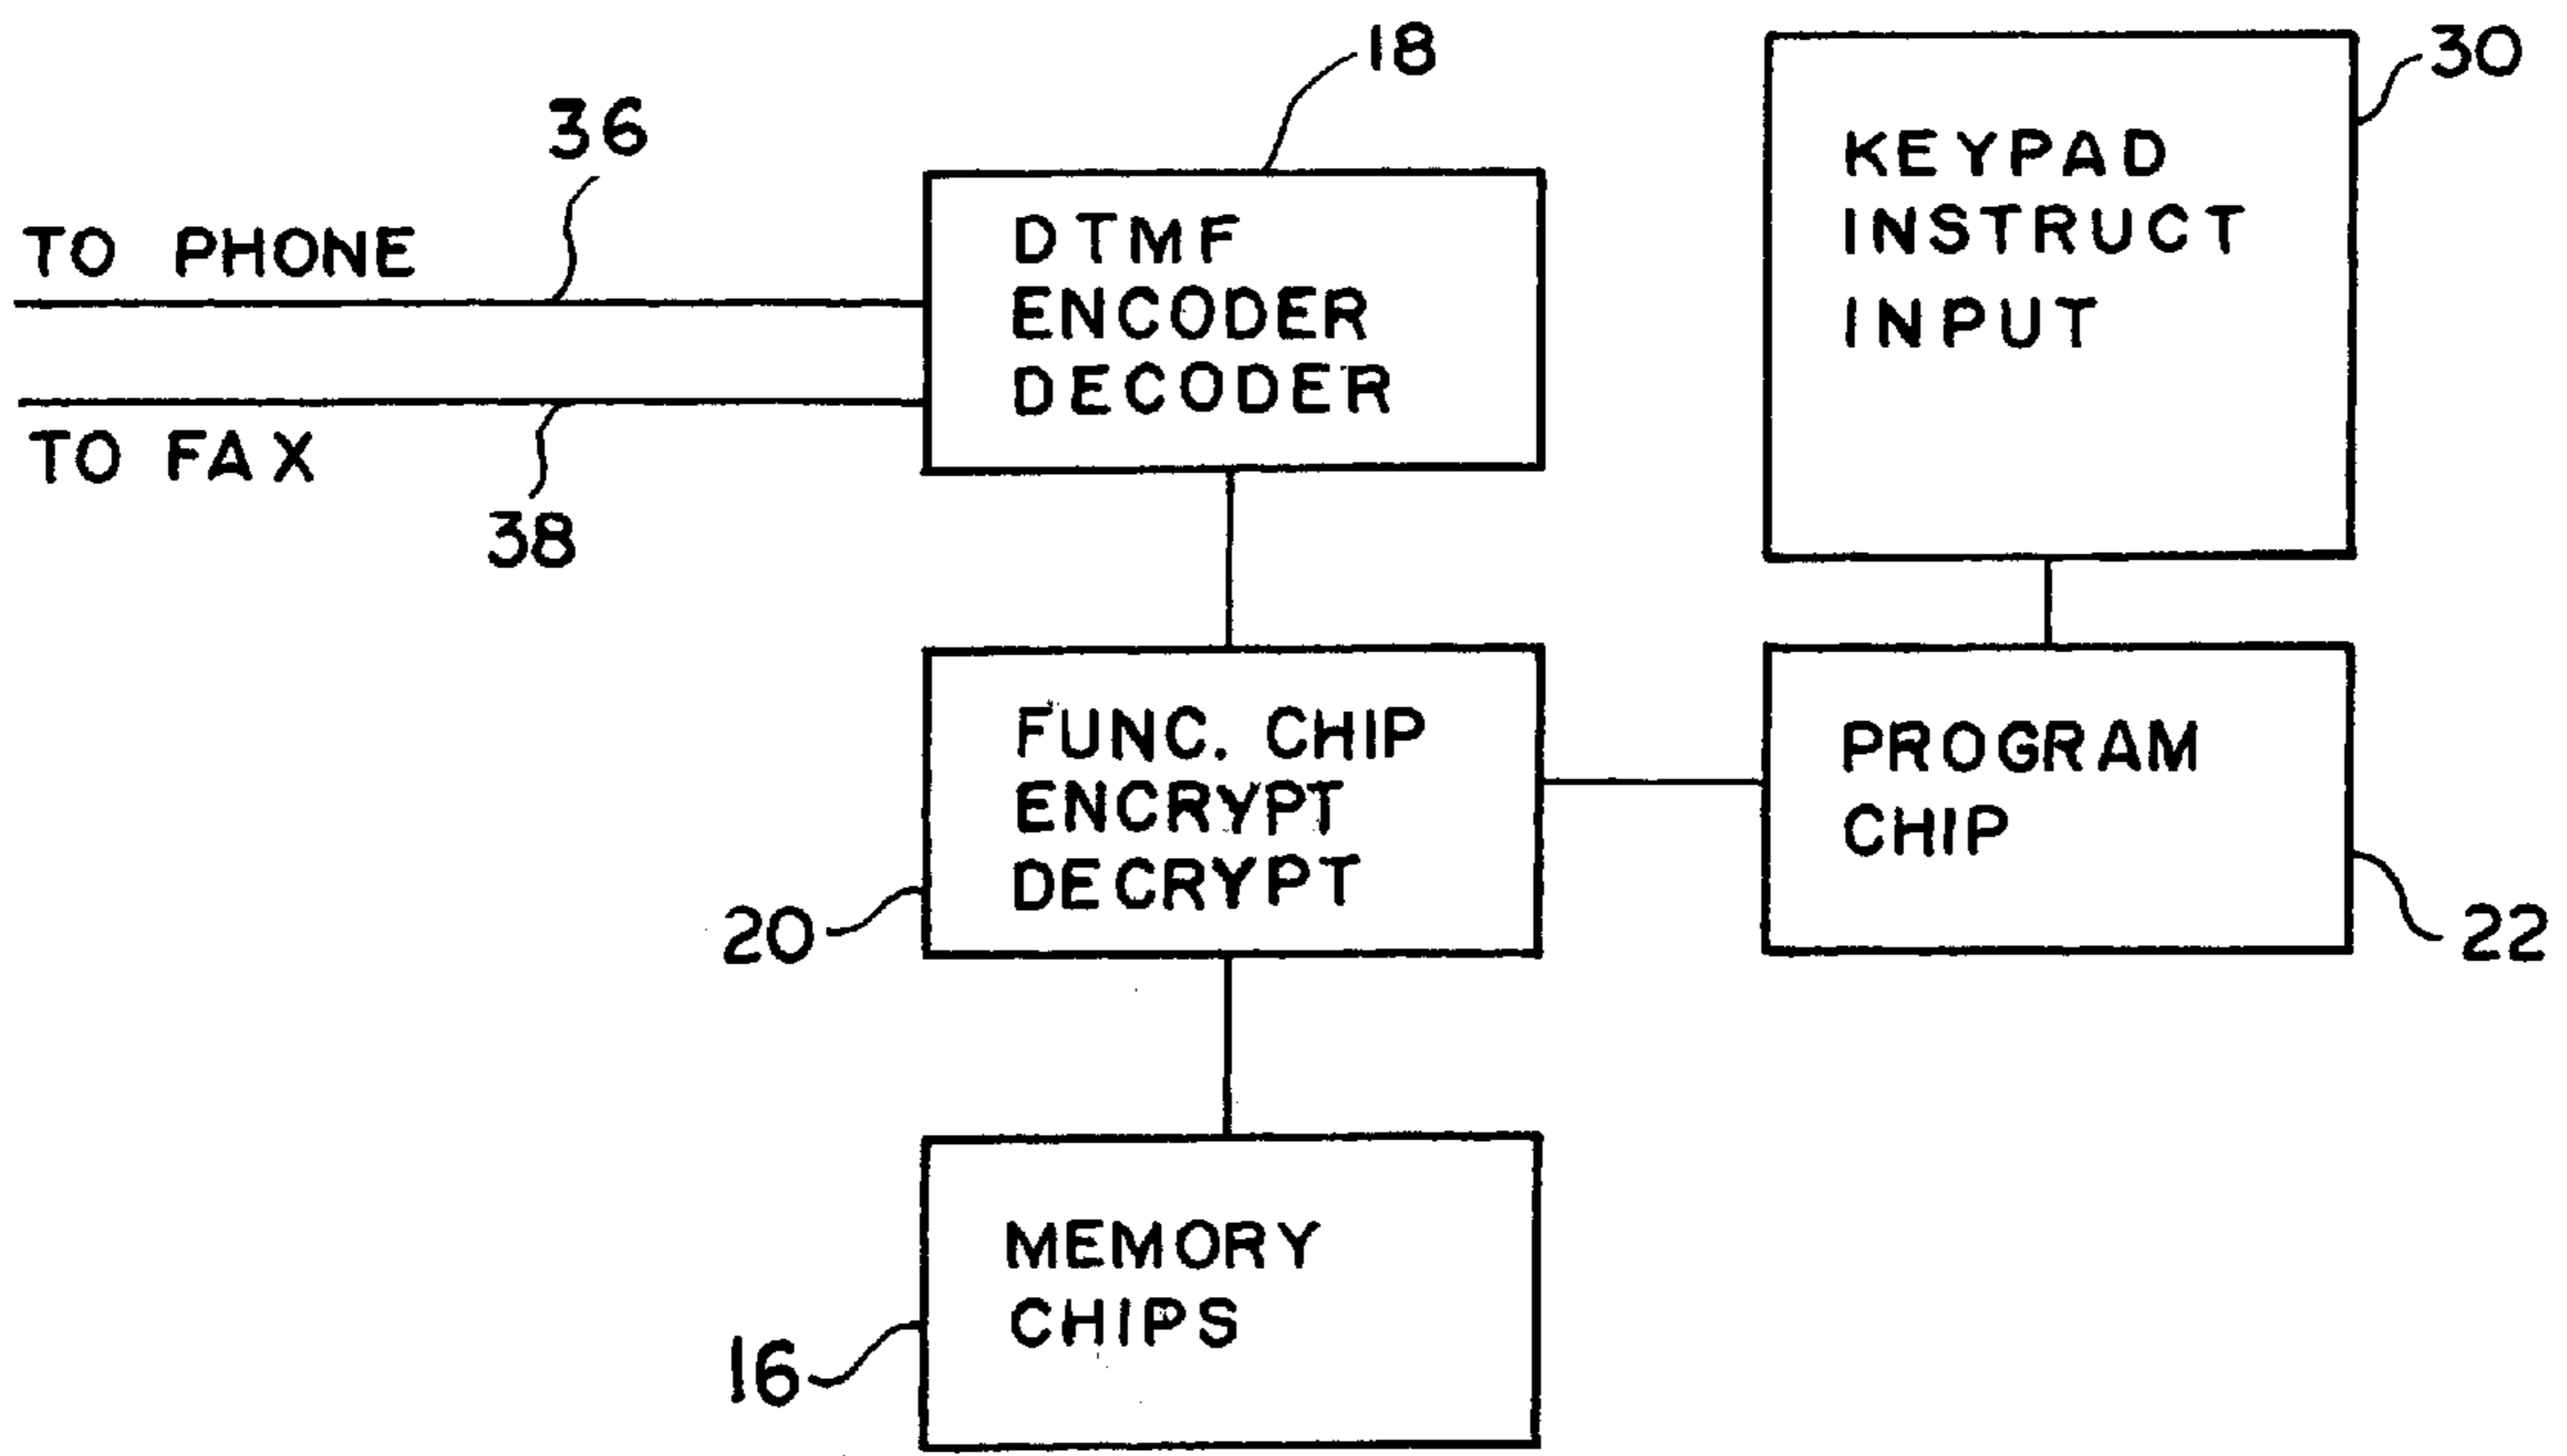 18
30
36
TO PHONE
TO FAX
38
DTMF
ENCODER
DECODER
KEYPAD
INSTRUCT
INPUT
FUNC. CHIP
ENCRYPT
DECRYPT
20
PROGRAM
CHIP
22
MEMORY
CHIPS
16